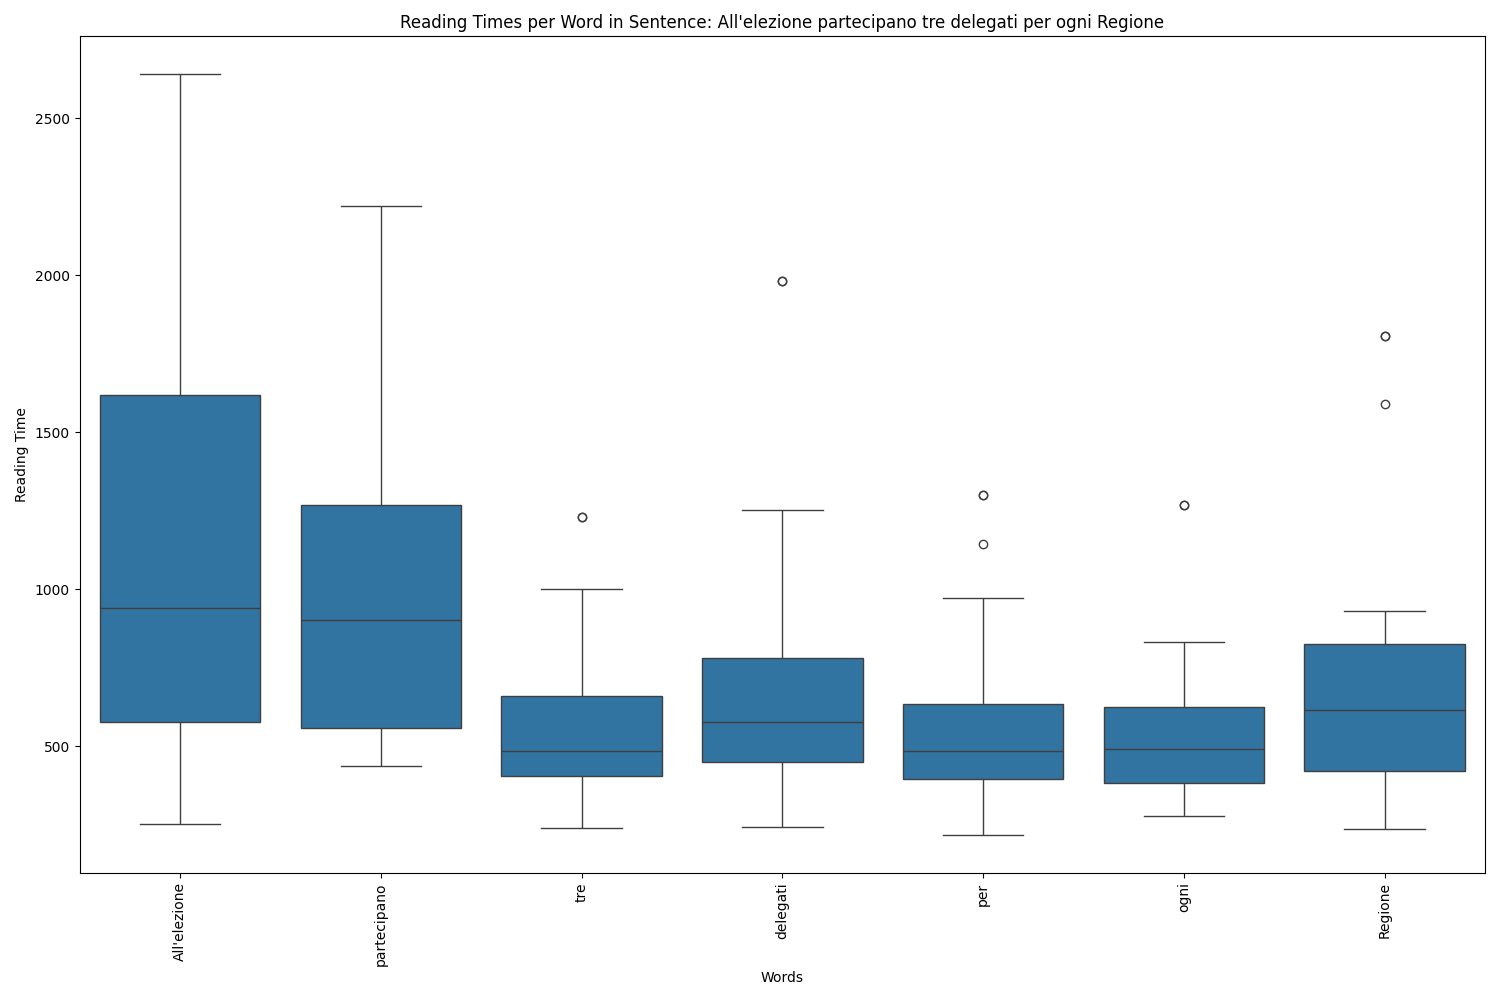 Reading Times per Word in Sentence: All'elezione partecipano tre delegati per ogni Regione
2500
2000
1500
1000
500
Reading Time
All'elezione
partecipano
tre
delegati
per
ogni
Regione
Words